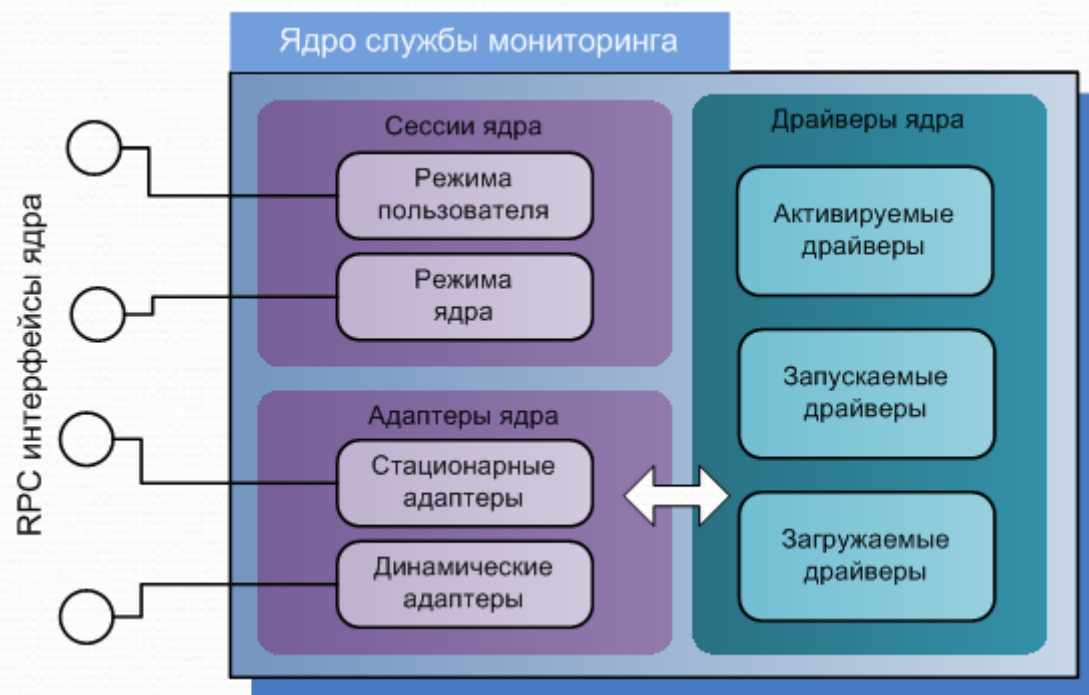 Ядро службы мониторинга
RPC интерфейсы ядра
Сессии ядра
Режима
пользователя
Режима
ядра
Адаптеры ядра
Стационарные
адаптеры
Динамические
адаптеры
Драйверы ядра
Активируемые
драйверы
Запускаемые
драйверы
Загружаемые
драйверы